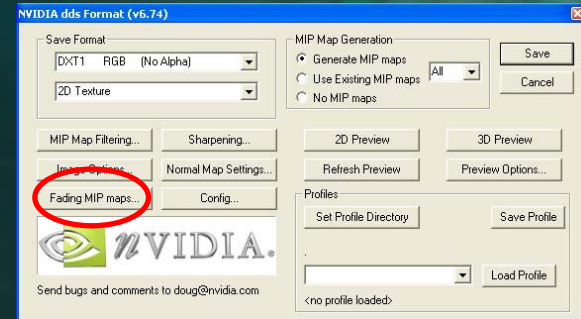 NVIDIA dds Format (v6.74)
Save Format
DXT1 RGB (No Alpha)
2D Texture
MIP Map Generation
Generate MIP maps
Use Existing MIP maps
No MIP maps
All
Save
Cancel
MIP Map Filtering...
Sharpening...
2D Preview
3D Preview
Image Options...
Normal Map Settings...
Refresh Preview
Preview Options...
Fading MIP maps...
Config...
Profiles
Set Profile Directory
Save Profile
.
Load Profile
<no profile loaded>
nVIDIA.
Send bugs and comments to doug@nvidia.com